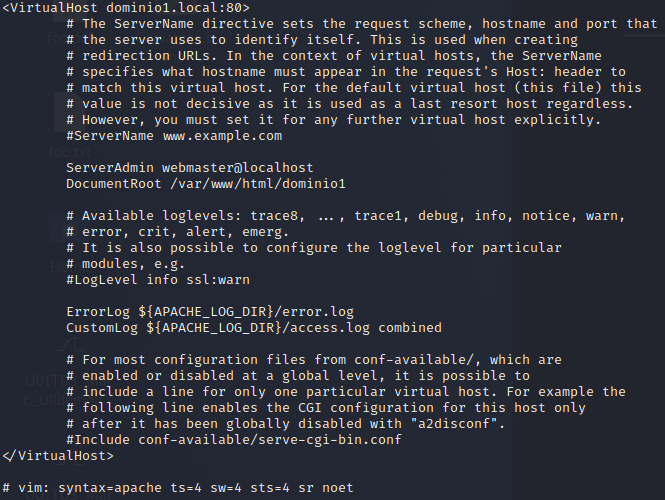 <VirtualHost dominio1.local:80>
# The ServerName directive sets the request scheme, hostname and port that
# the server uses to identify itself. This is used when creating
# redirection URLs. In the context of virtual hosts, the ServerName
# specifies what hostname must appear in the request's Host: header to
# match this virtual host. For the default virtual host (this file) this
# value is not decisive as it is used as a last resort host regardless.
# However, you must set it for any further virtual host explicitly.
#ServerName www.example.com
ServerAdmin webmaster@localhost
DocumentRoot /var/www/html/dominio1
# Available loglevels: trace8, ..., trace1, debug, info, notice, warn,
# error, crit, alert, emerg.
# It is also possible to configure the loglevel for particular
# modules, e.g.
#LogLevel info ssl:warn
ErrorLog ${APACHE_LOG_DIR}/error.log
CustomLog ${APACHE_LOG_DIR}/access.log combined
# For most configuration files from conf-available/, which are
# enabled or disabled at a global level, it is possible to
# include a line for only one particular virtual host. For example the
# following line enables the CGI configuration for this host only
# after it has been globally disabled with "a2disconf".
#Include conf-available/serve-cgi-bin.conf
</VirtualHost>
# vim: syntax=apache ts=4 sw=4 sts=4 sr noet
foo.txt